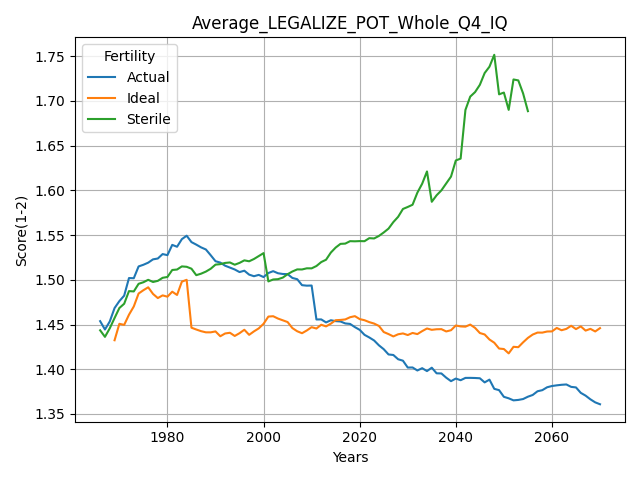 Average_LEGALIZE_POT_Whole_Q4_IQ
Score(1-2)
1.75
1.70
1.65
1.60
1.55
1.50
1.45
1.40
1.35
Fertility
Actual
Ideal
Sterile
1980
2000
2020
2040
2060
Years